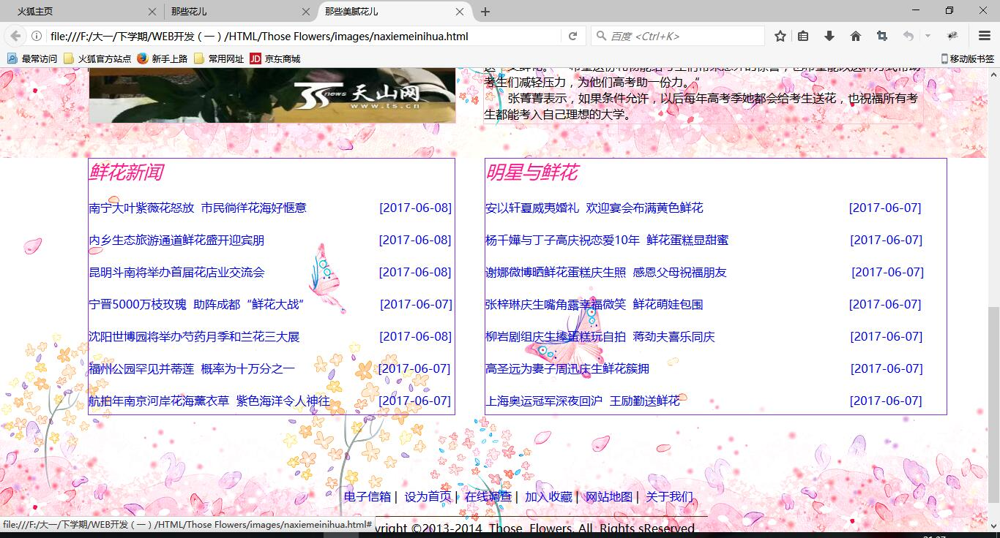 火狐主页
那些花儿
那些美腻花儿
file:///F:/大一/下学期/WEB开发（一）/HTML/Those Flowers/images/naxiemeinihua.html
百度 <Ctrl+K>
最常访问 火狐官方站点 新手上路 常用网址 JD 京东商城 移动版书签
考生们减轻压力，为他们高考助一份力。”
张菁菁表示，如果条件允许，以后每年高考季她都会给考生送花，也祝福所有考
生都能考入自己理想的大学。
TS news 天山网
www.ts.cn
鲜花新闻
南宁大叶紫薇花怒放 市民徜徉花海好惬意 [2017-06-08]
内乡生态旅游通道鲜花盛开迎宾朋 [2017-06-08]
昆明斗南将举办首届花店业交流会 [2017-06-08]
宁晋5000万枝玫瑰 助阵成都“鲜花大战” [2017-06-07]
沈阳世博园将举办芍药月季和兰花三大展 [2017-06-08]
福州公园罕见并蒂莲 概率为十万分之一 [2017-06-07]
航拍年南京河岸花海薰衣草 紫色海洋令人神往 [2017-06-07]
明星与鲜花
安以轩夏威夷婚礼 欢迎宴会布满黄色鲜花 [2017-06-07]
杨千嬅与丁子高庆祝恋爱10年 鲜花蛋糕显甜蜜 [2017-06-07]
谢娜微博晒鲜花蛋糕庆生照 感恩父母祝福朋友 [2017-06-07]
张梓琳庆生嘴角露幸福微笑 鲜花萌娃包围 [2017-06-07]
柳岩剧组庆生捧蛋糕玩自拍 蒋劲夫喜乐同庆 [2017-06-07]
高圣远为妻子周迅庆生鲜花簇拥 [2017-06-07]
上海奥运冠军深夜回沪 王励勤送鲜花 [2017-06-07]
电子信箱 | 设为首页 | 在线调查 | 加入收藏 | 网站地图 | 关于我们
file:///F:/大一/下学期/WEB开发（一）/HTML/Those Flowers/images/naxiemeinihua.html#
yright ©2013-2014 Those Flowers. All Rights sReserved